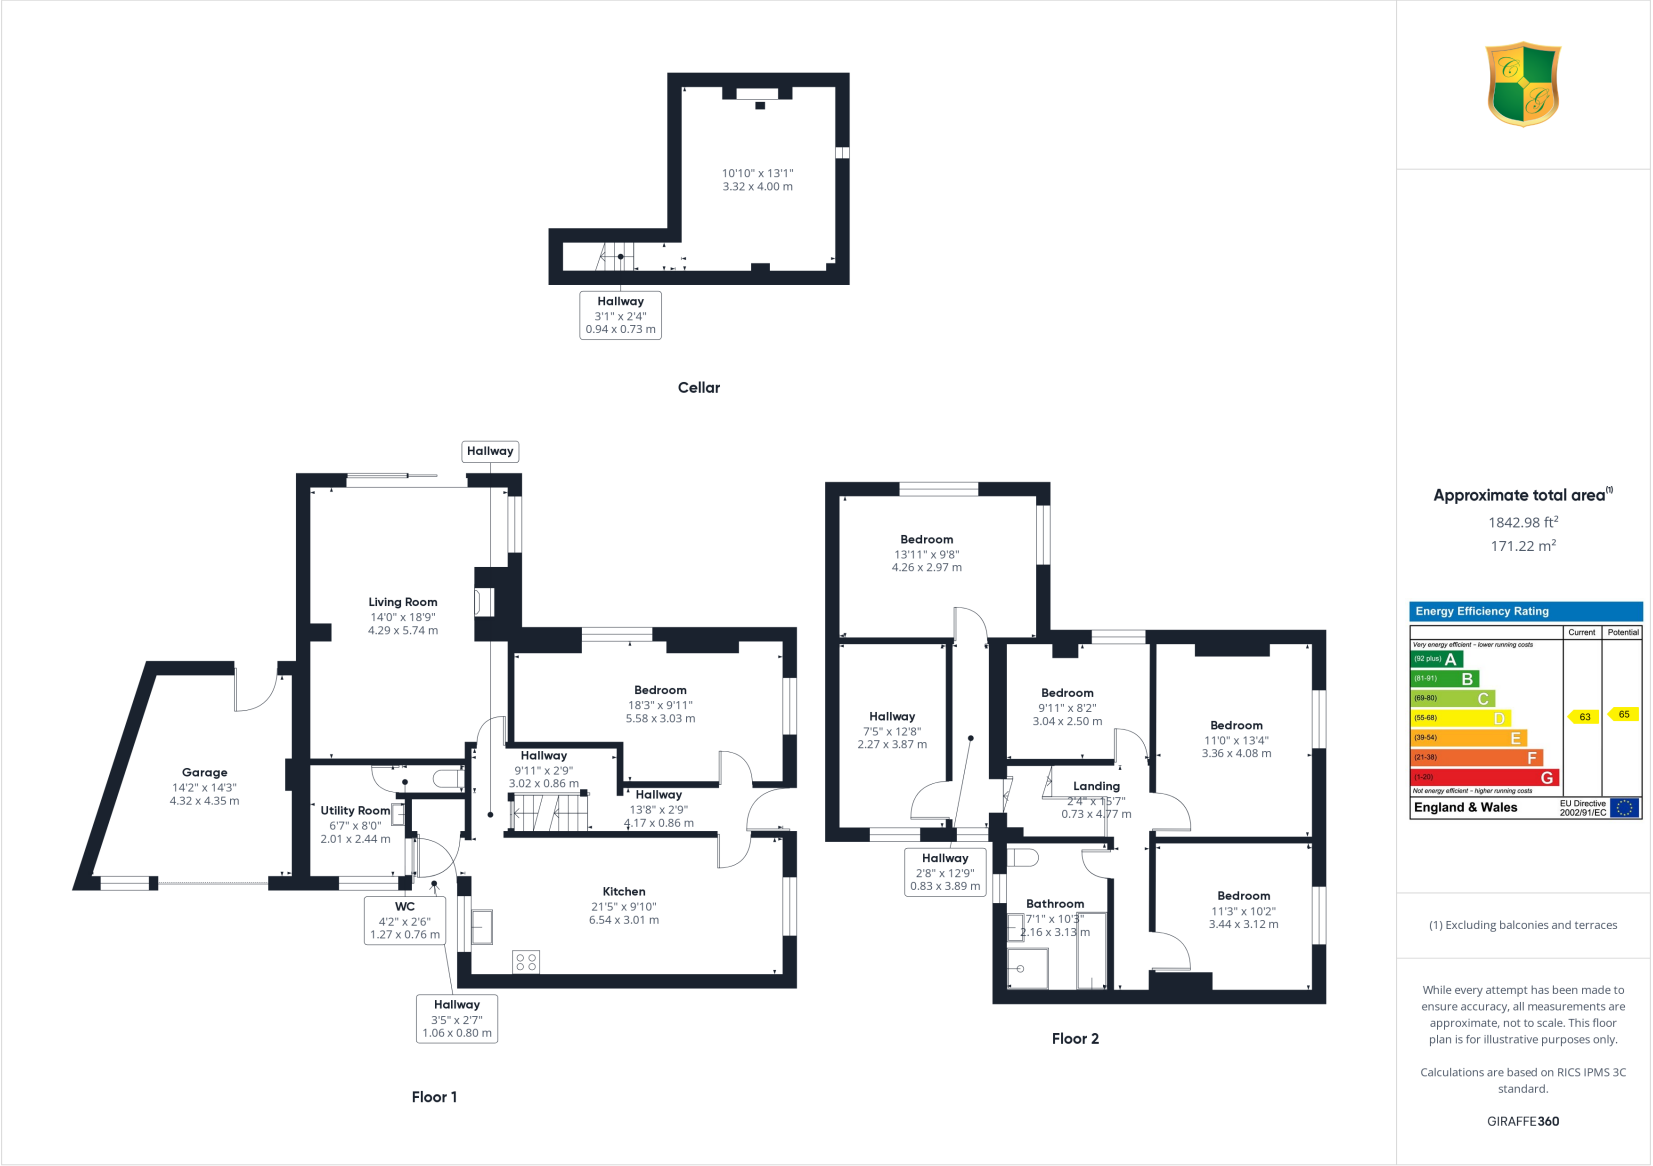 10'10" x 13'1"
3.32 x 4.00 m
Hallway
3'1" x 2'4"
0.94 x 0.73 m
Cellar
Hallway
Living Room
14'0" x 18'9"
4.29 x 5.74 m
Bedroom
18'3" x 9'11"
5.58 x 3.03 m
Garage
14'2" x 14'3"
4.32 x 4.35 m
Hallway
9'11" x 2'9"
3.02 x 0.86 m
Hallway
13'8" x 2'9"
4.17 x 0.86 m
Utility Room
6'7" x 8'0"
2.01 x 2.44 m
Kitchen
21'5" x 9'10"
6.54 x 3.01 m
WC
4'2" x 2'6"
1.27 x 0.76 m
Hallway
3'5" x 2'7"
1.06 x 0.80 m
Floor 1
Bedroom
13'11" x 9'8"
4.26 x 2.97 m
Hallway
7'5" x 12'8"
2.27 x 3.87 m
Bedroom
9'11" x 8'2"
3.04 x 2.50 m
Bedroom
11'0" x 13'4"
3.36 x 4.08 m
Landing
2'4" x 15'7"
0.73 x 4.77 m
Hallway
2'8" x 12'9"
0.83 x 3.89 m
Bathroom
7'1" x 10'3"
2.16 x 3.13 m
Bedroom
11'3" x 10'2"
3.44 x 3.12 m
Floor 2
C
G
Approximate total area(1)
1842.98 ft²
171.22 m²
Energy Efficiency Rating
Current Potential
Very energy efficient - lower running costs
(92 plus) A
(81-91) B
(69-80) C
(55-68) D 63 65
(39-54) E
(21-38) F
(1-20) G
Not energy efficient - higher running costs
England & Wales EU Directive
2002/91/EC
(1) Excluding balconies and terraces
While every attempt has been made to
ensure accuracy, all measurements are
approximate, not to scale. This floor
plan is for illustrative purposes only.
Calculations are based on RICS IPMS 3C
standard.
GIRAFFE360